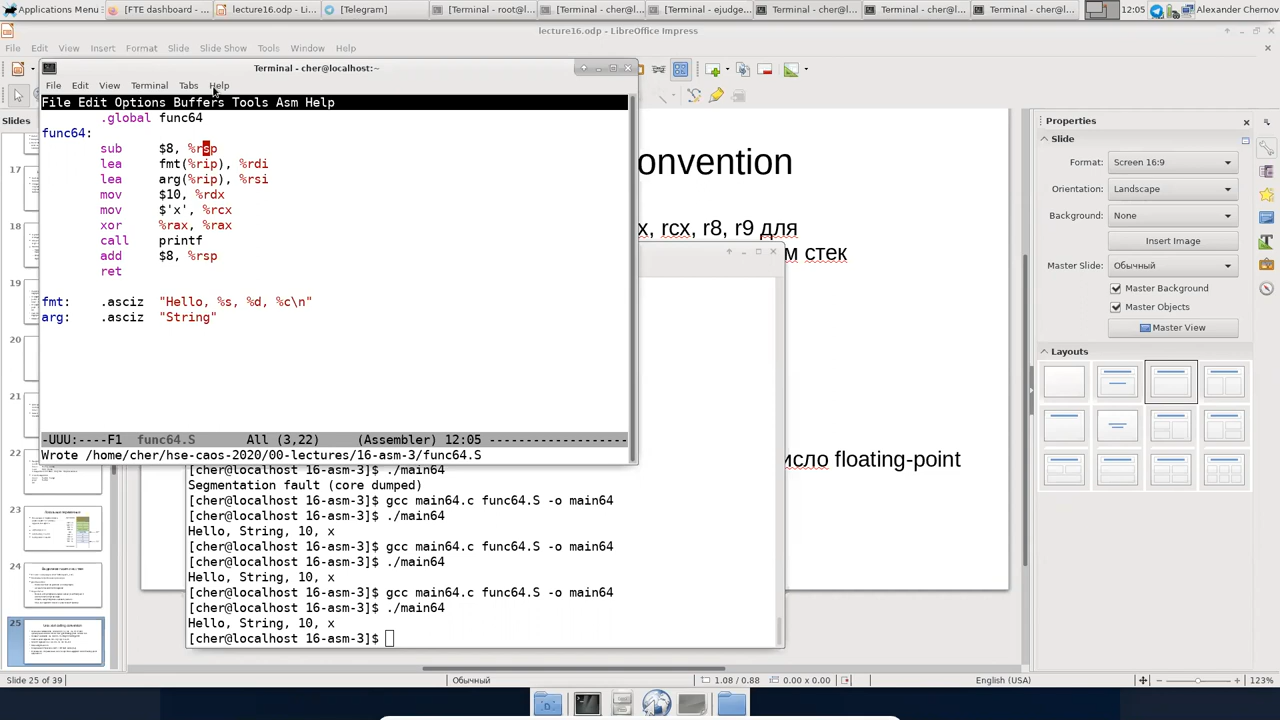 Applications Menu
[FTE dashboard - ...
lecture16.odp - Li...
[Telegram]
[Terminal - root@l...
[Terminal - cher@l...
[Terminal - ejudge...
Terminal - cher@l...
Terminal - cher@l...
Terminal - cher@l...
12:05
Alexander Chernov
lecture16.odp - LibreOffice Impress
File Edit View Insert Format Slide Slide Show Tools Window Help
Terminal - cher@localhost:~
File Edit View Terminal Tabs Help
File Edit Options Buffers Tools Asm Help
.global func64
func64:
sub $8, %rsp
lea fmt(%rip), %rdi
lea arg(%rip), %rsi
mov $10, %rdx
mov $'x', %rcx
xor %rax, %rax
call printf
add $8, %rsp
ret
fmt: .asciz "Hello, %s, %d, %c\n"
arg: .asciz "String"
-UUU:----F1 func64.S All (3,22) (Assembler) 12:05 -------------------
Wrote /home/cher/hse-caos-2020/00-lectures/16-asm-3/func64.S
[cher@localhost 16-asm-3]$ ./main64
Segmentation fault (core dumped)
[cher@localhost 16-asm-3]$ gcc main64.c func64.S -o main64
[cher@localhost 16-asm-3]$ ./main64
Hello, String, 10, x
[cher@localhost 16-asm-3]$ gcc main64.c func64.S -o main64
[cher@localhost 16-asm-3]$ ./main64
Hello, String, 10, x
[cher@localhost 16-asm-3]$ gcc main64.c func64.S -o main64
[cher@localhost 16-asm-3]$ ./main64
Hello, String, 10, x
[cher@localhost 16-asm-3]$
Slides
17
18
19
20
21
22
23
24
25
onvention
x, rcx, r8, r9 для
м стек
исло floating-point
Properties
Slide
Format: Screen 16:9
Orientation: Landscape
Background: None
Insert Image
Master Slide: Обычный
Master Background
Master Objects
Master View
Layouts
Slide 25 of 39
Обычный
1.08 / 0.88
0.00 x 0.00
English (USA)
123%